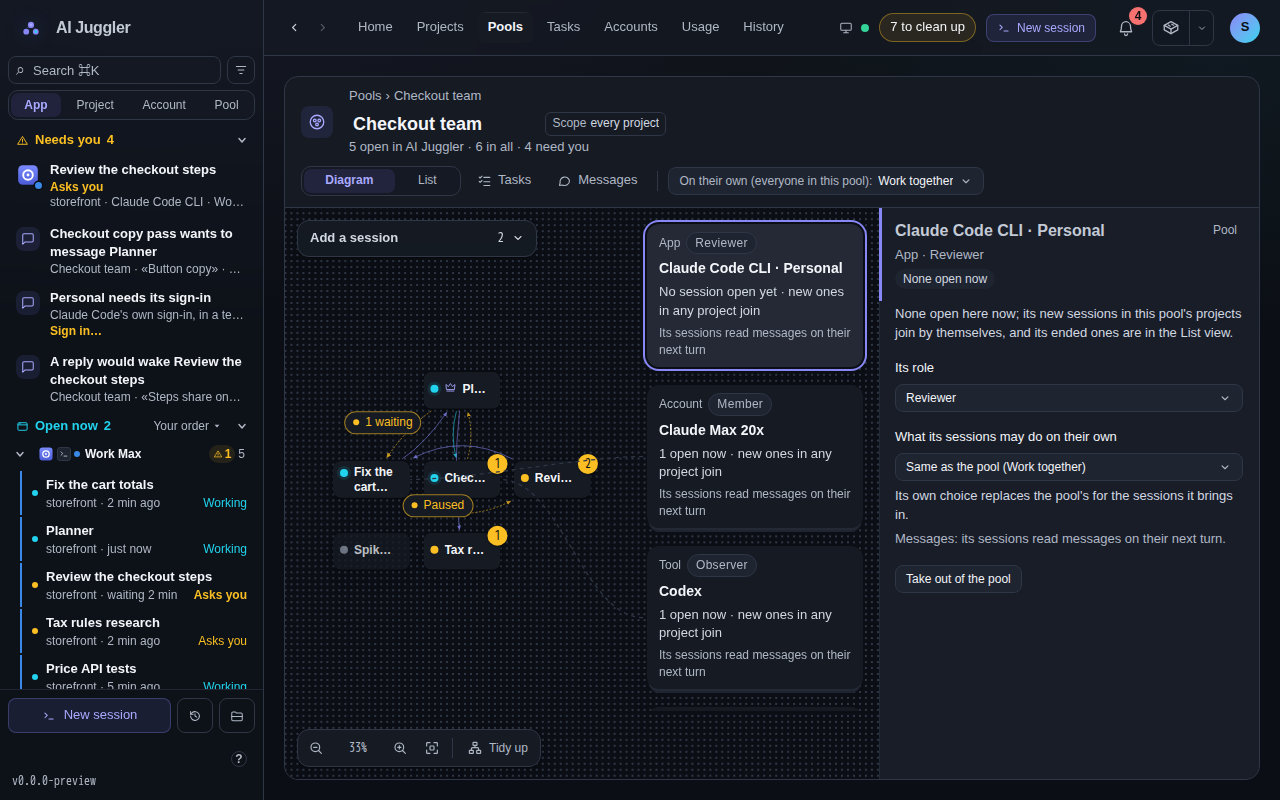 AI Juggler
Search ⌘K
App
Project
Account
Pool
Needs you 4
Review the checkout steps
Asks you
storefront · Claude Code CLI · Wo…
Checkout copy pass wants to
message Planner
Checkout team · «Button copy» · …
Personal needs its sign-in
Claude Code's own sign-in, in a te…
Sign in…
A reply would wake Review the
checkout steps
Checkout team · «Steps share on…
Open now 2
Your order
Work Max
1
5
Fix the cart totals
storefront · 2 min ago
Working
Planner
storefront · just now
Working
Review the checkout steps
storefront · waiting 2 min
Asks you
Tax rules research
storefront · 2 min ago
Asks you
Price API tests
storefront · 5 min ago
Working
New session
?
v0.0.0-preview
Home
Projects
Pools
Tasks
Accounts
Usage
History
7 to clean up
New session
4
S
Pools › Checkout team
Checkout team
Scope every project
5 open in AI Juggler · 6 in all · 4 need you
Diagram
List
Tasks
Messages
On their own (everyone in this pool): Work together
Add a session
2
Pl…
1 waiting
Fix the
cart…
Chec…
1
Revi…
2
Paused
Spik…
Tax r…
1
App
Reviewer
Claude Code CLI · Personal
No session open yet · new ones
in any project join
Its sessions read messages on their
next turn
Account
Member
Claude Max 20x
1 open now · new ones in any
project join
Its sessions read messages on their
next turn
Tool
Observer
Codex
1 open now · new ones in any
project join
Its sessions read messages on their
next turn
33%
Tidy up
Claude Code CLI · Personal
Pool
App · Reviewer
None open now
None open here now; its new sessions in this pool's projects
join by themselves, and its ended ones are in the List view.
Its role
Reviewer
What its sessions may do on their own
Same as the pool (Work together)
Its own choice replaces the pool's for the sessions it brings
in.
Messages: its sessions read messages on their next turn.
Take out of the pool